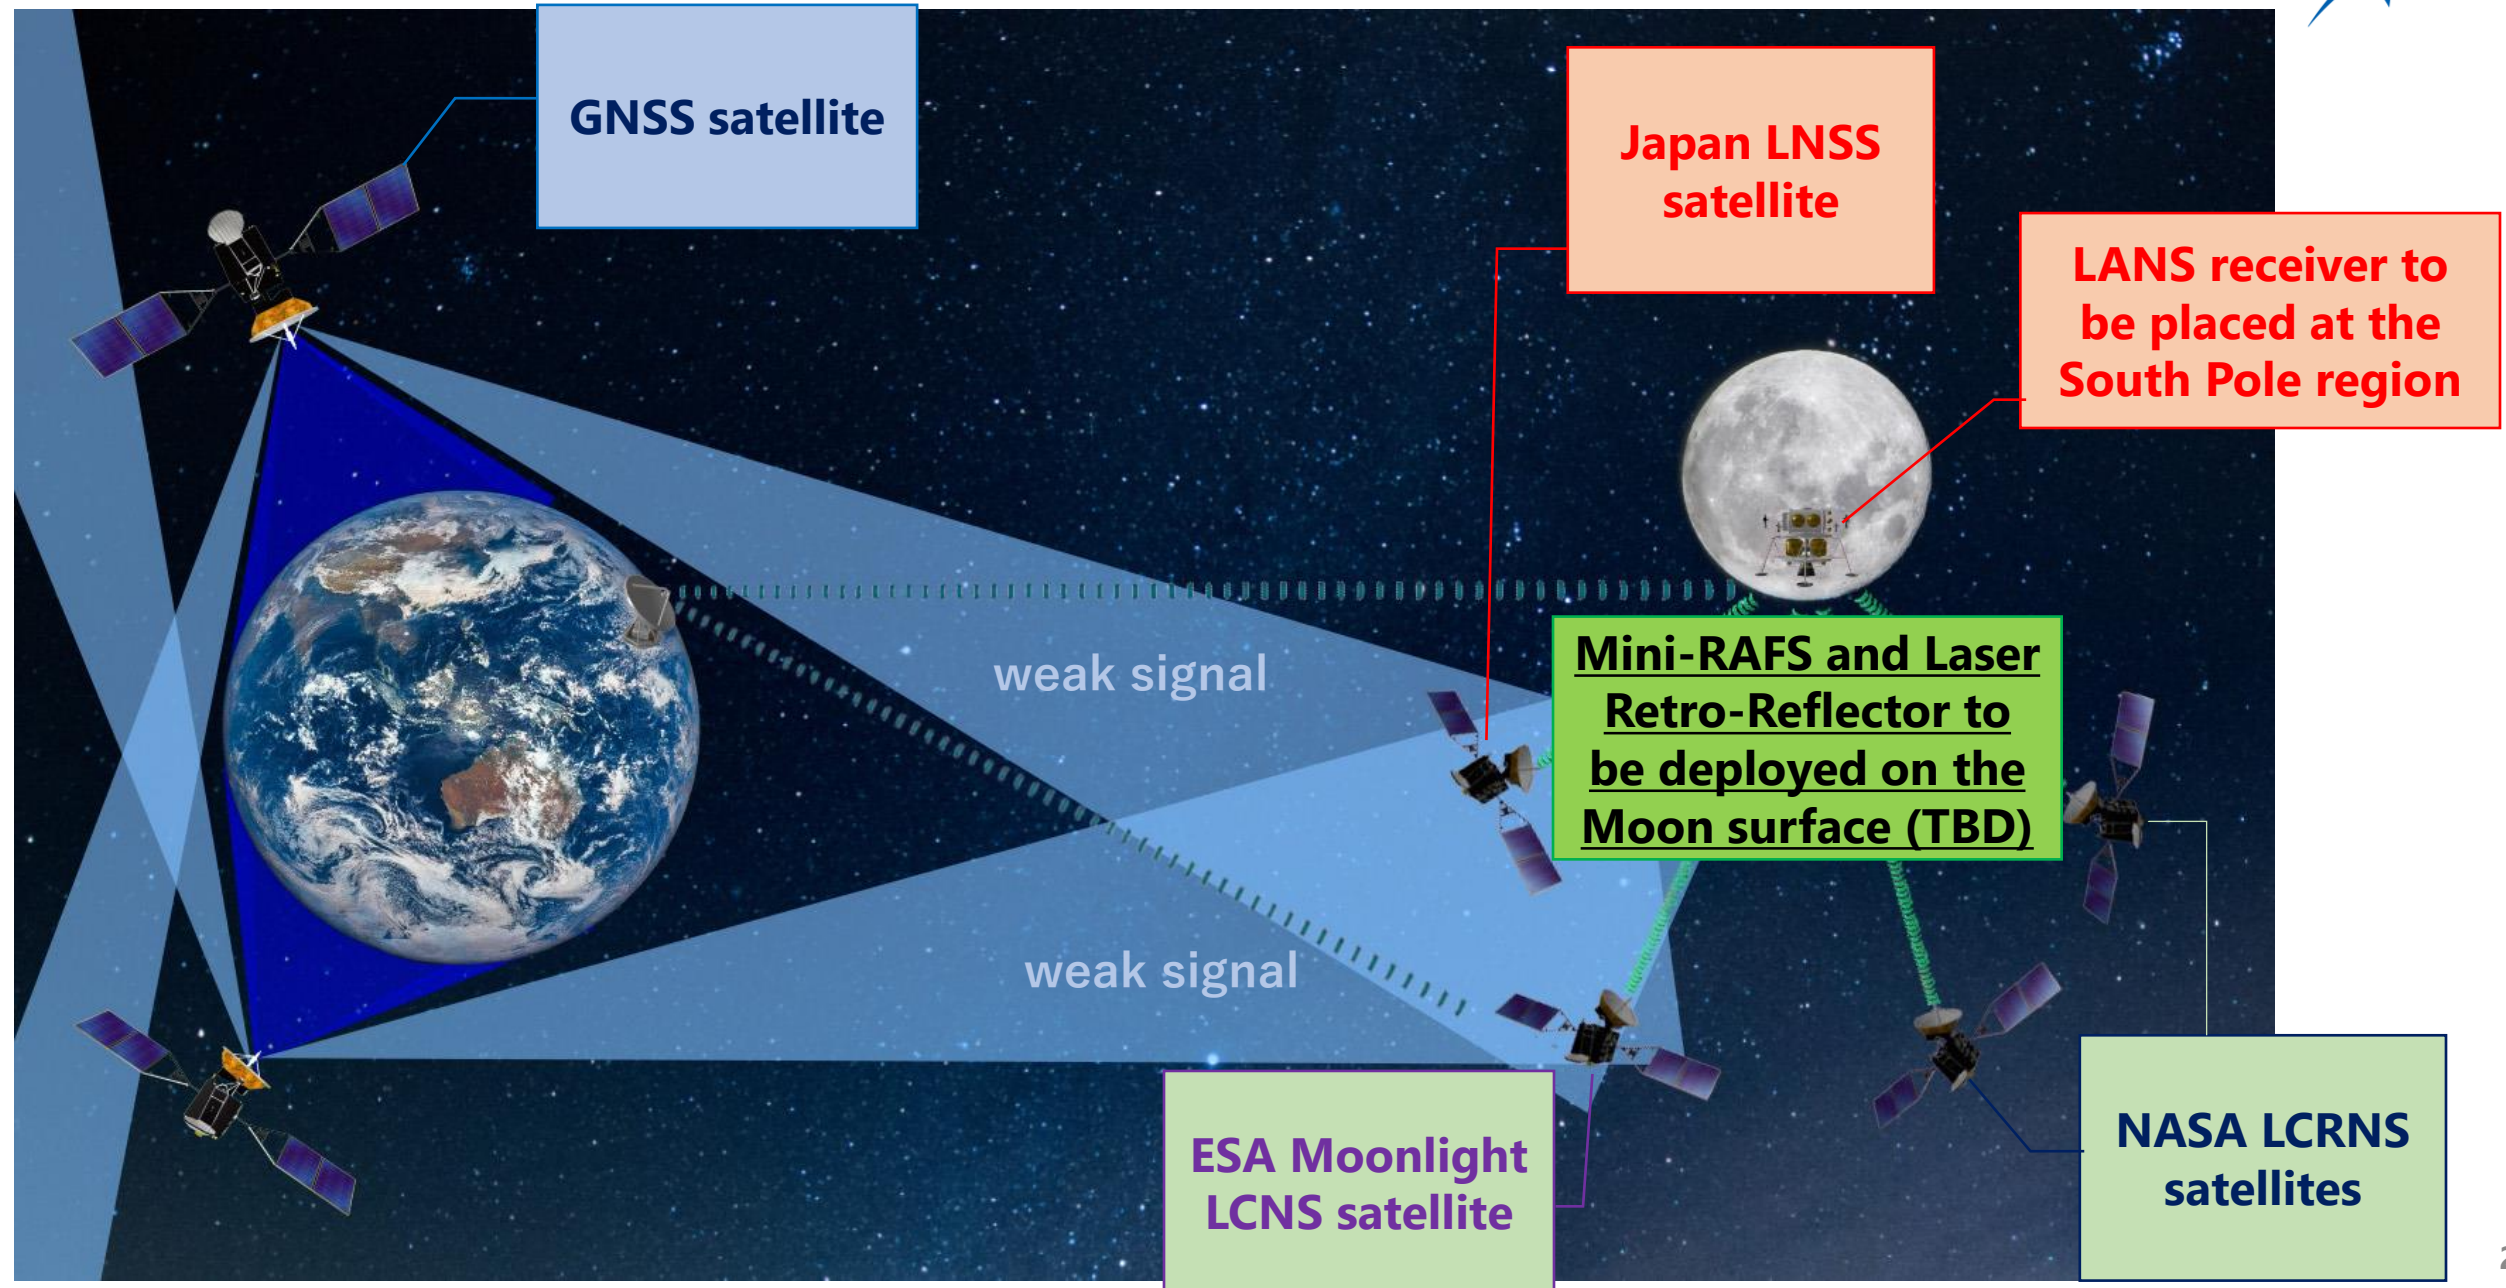 GNSS satellite
Japan LNSS
satellite
LANS receiver to
be placed at the
South Pole region
weak signal
Mini-RAFS and Laser
Retro-Reflector to
be deployed on the
Moon surface (TBD)
weak signal
ESA Moonlight
LCNS satellite
NASA LCRNS
satellites